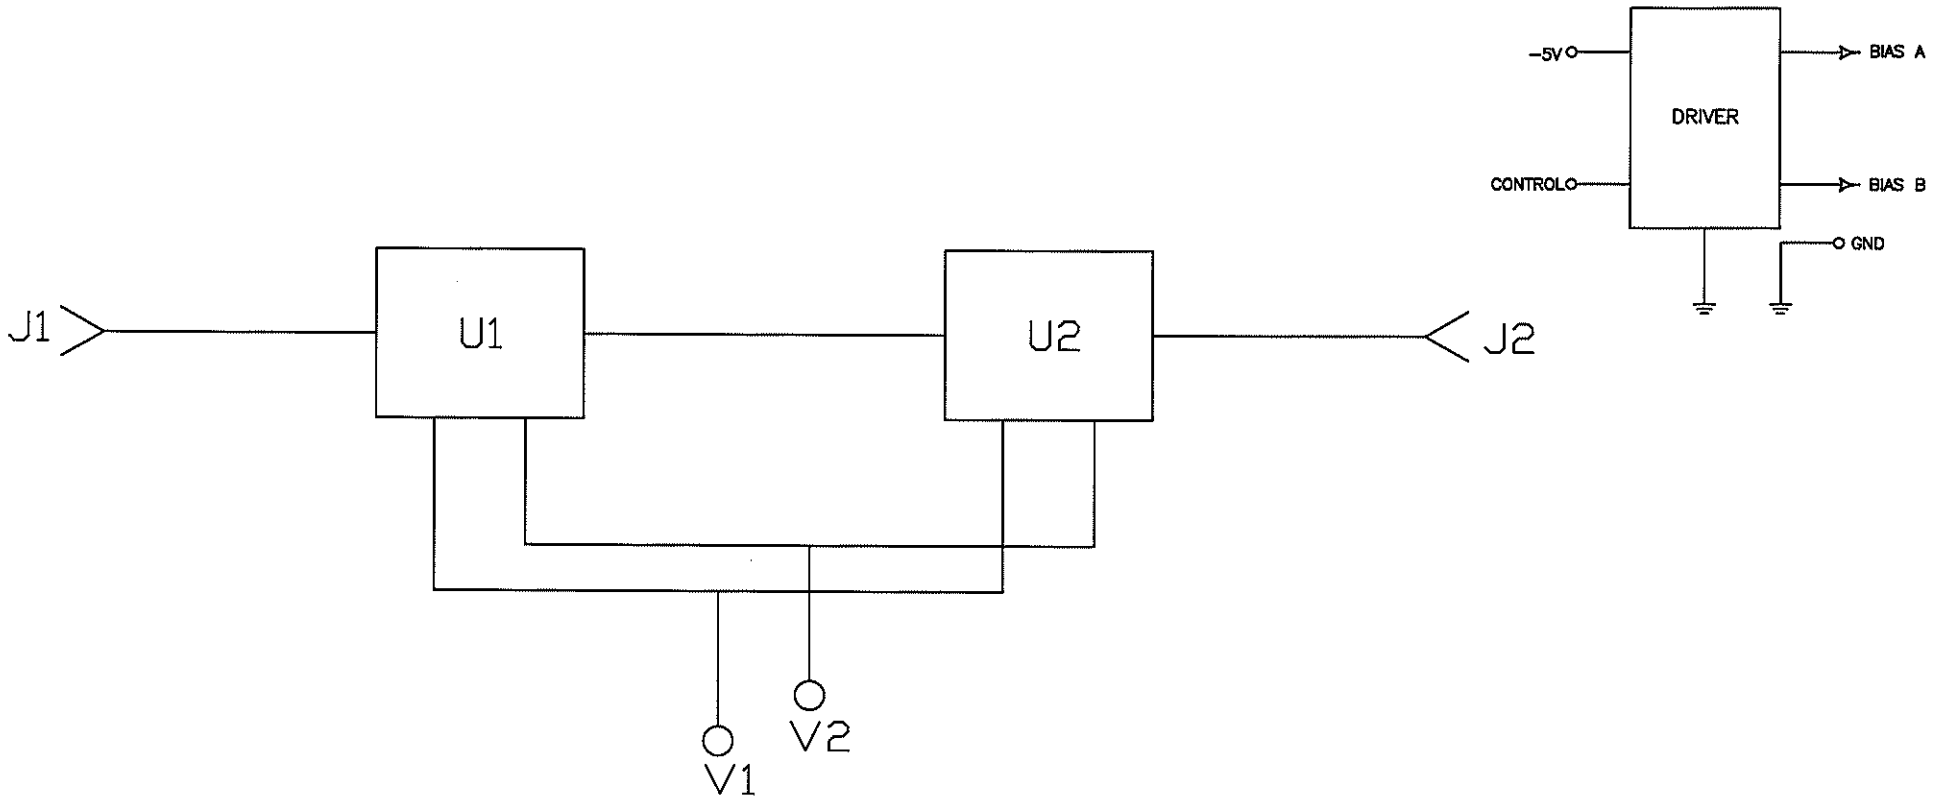 -5V
BIAS A
DRIVER
CONTROL
BIAS B
GND
J1
U1
U2
J2
V2
V1